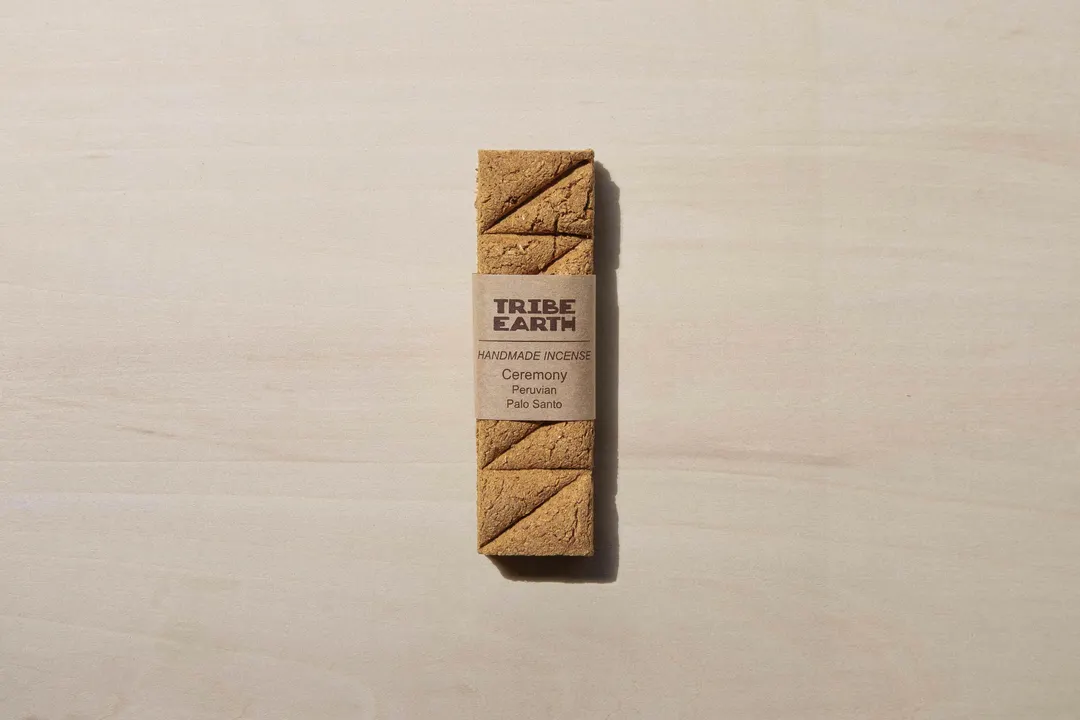 TRIBE
EARTH
HANDMADE INCENSE
Ceremony
Peruvian
Palo Santo